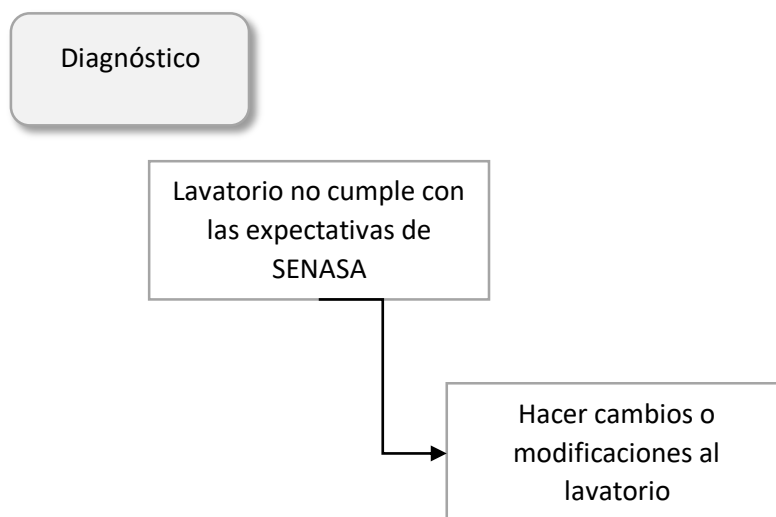 Diagnóstico
Lavatorio no cumple con
las expectativas de
SENASA
Hacer cambios o
modificaciones al
lavatorio